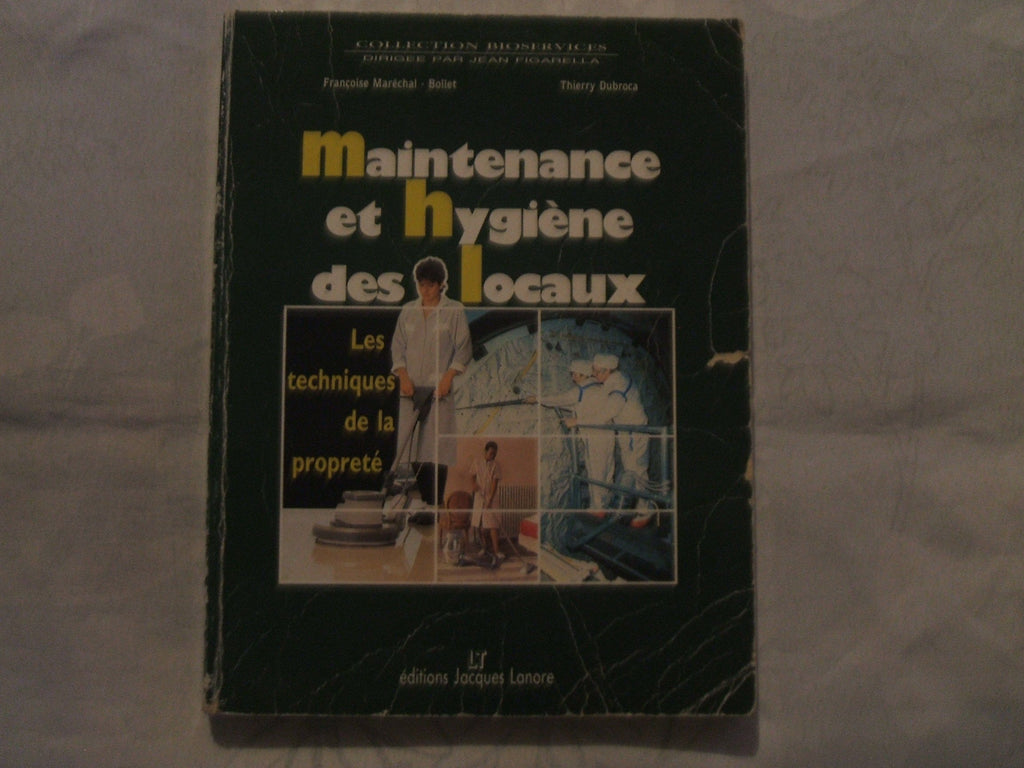 COLLECTION BIOSERVICES
DIRIGEE PAR JEAN FIGARELLA
Françoise Maréchal - Bollet Thierry Dubroca
maintenance
et hygiène
des locaux
Les
techniques
de la
propreté
LT
éditions Jacques Lanore